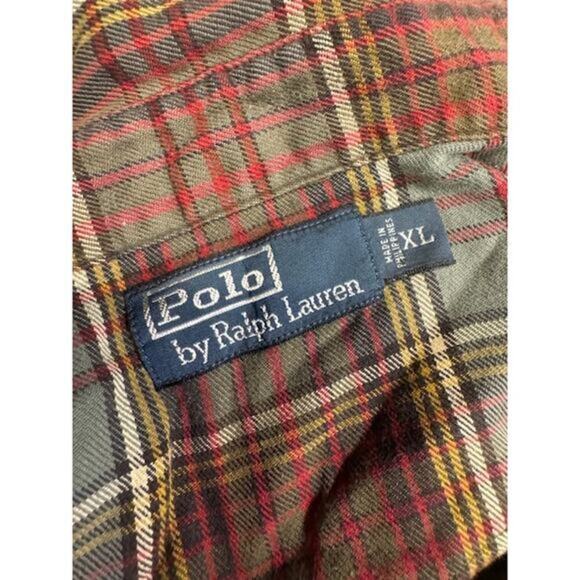 Polo
by Ralph Lauren
MADE IN
PHILIPPINES
XL